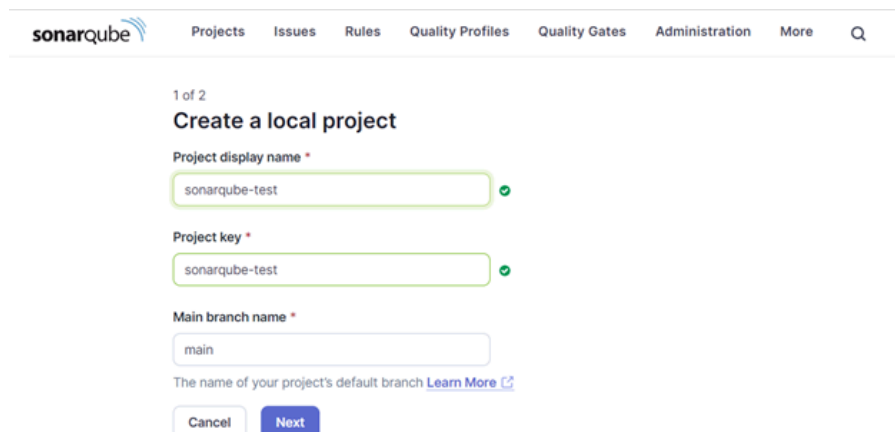 sonarqube Projects Issues Rules Quality Profiles Quality Gates Administration More
1 of 2
Create a local project
Project display name *
sonarqube-test
Project key *
sonarqube-test
Main branch name *
main
The name of your project's default branch Learn More
Cancel Next